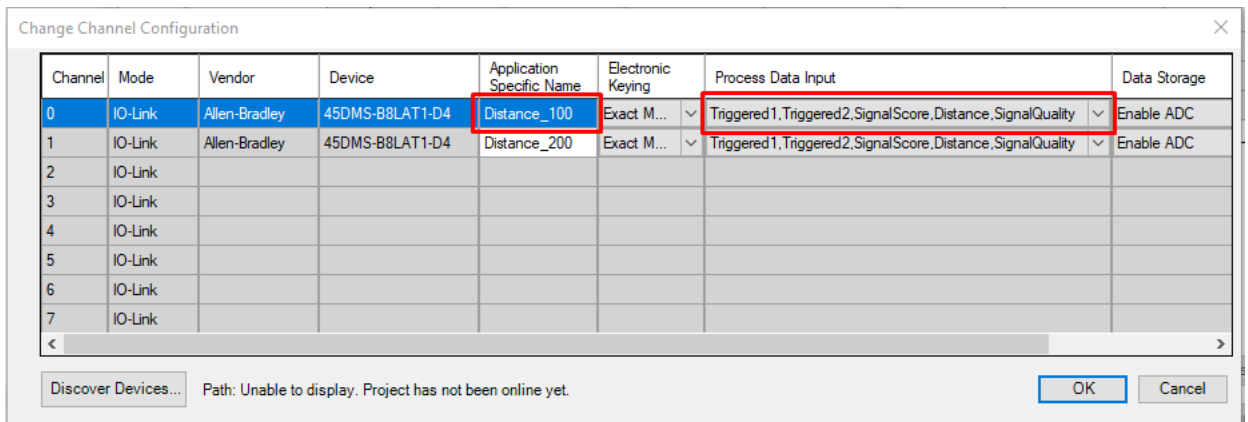 Change Channel Configuration
Channel Mode Vendor Device Application Specific Name Electronic Keying Process Data Input Data Storage
0 IO-Link Allen-Bradley 45DMS-B8LAT1-D4 Distance_100 Exact M... Triggered1,Triggered2,SignalScore,Distance,SignalQuality Enable ADC
1 IO-Link Allen-Bradley 45DMS-B8LAT1-D4 Distance_200 Exact M... Triggered1,Triggered2,SignalScore,Distance,SignalQuality Enable ADC
2 IO-Link
3 IO-Link
4 IO-Link
5 IO-Link
6 IO-Link
7 IO-Link
Discover Devices... Path: Unable to display. Project has not been online yet. OK Cancel